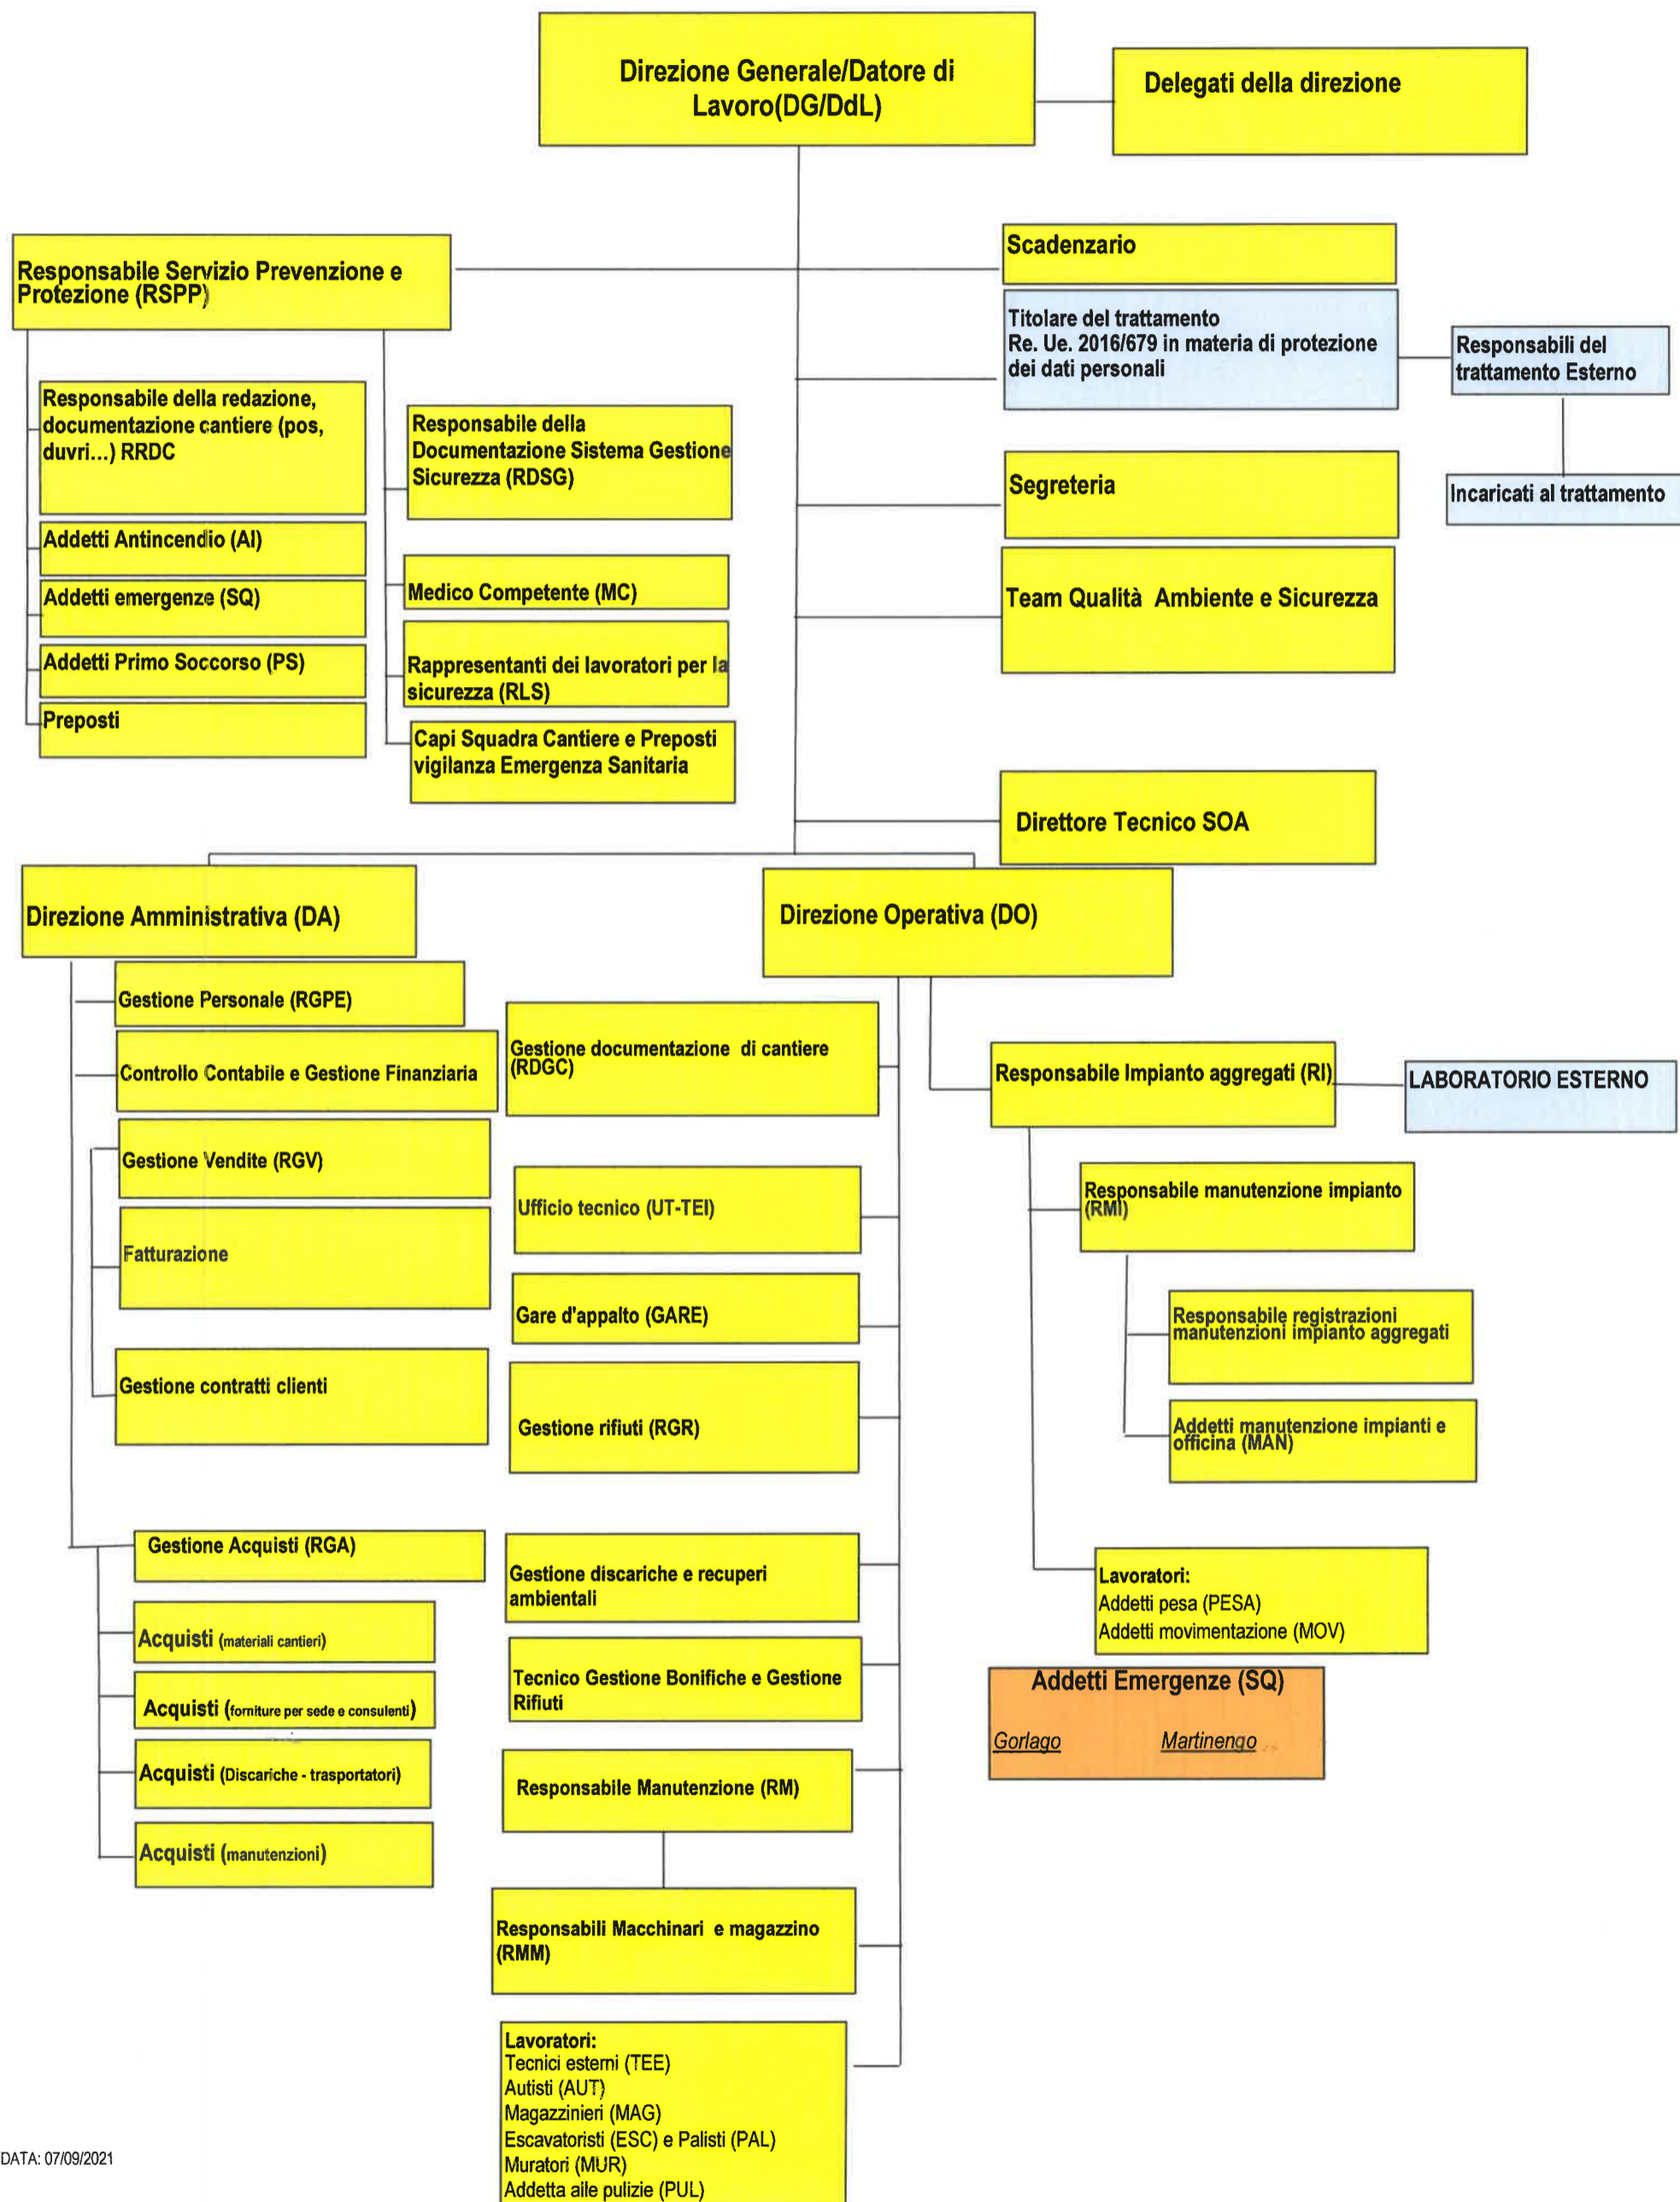 Direzione Generale/Datore di
Lavoro(DG/DdL)
Delegati della direzione
Responsabile Servizio Prevenzione e
Protezione (RSPP)
Scadenzario
Titolare del trattamento
Re. Ue. 2016/679 in materia di protezione
dei dati personali
Responsabili del
trattamento Esterno
Incaricati al trattamento
Segreteria
Team Qualità Ambiente e Sicurezza
Responsabile della redazione,
documentazione cantiere (pos,
duvri...) RRDC
Addetti Antincendio (AI)
Addetti emergenze (SQ)
Addetti Primo Soccorso (PS)
Preposti
Responsabile della
Documentazione Sistema Gestione
Sicurezza (RDSG)
Medico Competente (MC)
Rappresentanti dei lavoratori per la
sicurezza (RLS)
Capi Squadra Cantiere e Preposti
vigilanza Emergenza Sanitaria
Direttore Tecnico SOA
Direzione Amministrativa (DA)
Direzione Operativa (DO)
Gestione Personale (RGPE)
Controllo Contabile e Gestione Finanziaria
Gestione Vendite (RGV)
Fatturazione
Gestione contratti clienti
Gestione Acquisti (RGA)
Acquisti (materiali cantieri)
Acquisti (forniture per sede e consulenti)
Acquisti (Discariche - trasportatori)
Acquisti (manutenzioni)
Gestione documentazione di cantiere
(RDGC)
Ufficio tecnico (UT-TEI)
Gare d'appalto (GARE)
Gestione rifiuti (RGR)
Gestione discariche e recuperi
ambientali
Tecnico Gestione Bonifiche e Gestione
Rifiuti
Responsabile Manutenzione (RM)
Responsabili Macchinari e magazzino
(RMM)
Lavoratori:
Tecnici esterni (TEE)
Autisti (AUT)
Magazzinieri (MAG)
Escavatoristi (ESC) e Palisti (PAL)
Muratori (MUR)
Addetta alle pulizie (PUL)
Responsabile Impianto aggregati (RI)
LABORATORIO ESTERNO
Responsabile manutenzione impianto
(RMI)
Responsabile registrazioni
manutenzioni impianto aggregati
Addetti manutenzione impianti e
officina (MAN)
Lavoratori:
Addetti pesa (PESA)
Addetti movimentazione (MOV)
Addetti Emergenze (SQ)
Gorlago Martinengo
DATA: 07/09/2021